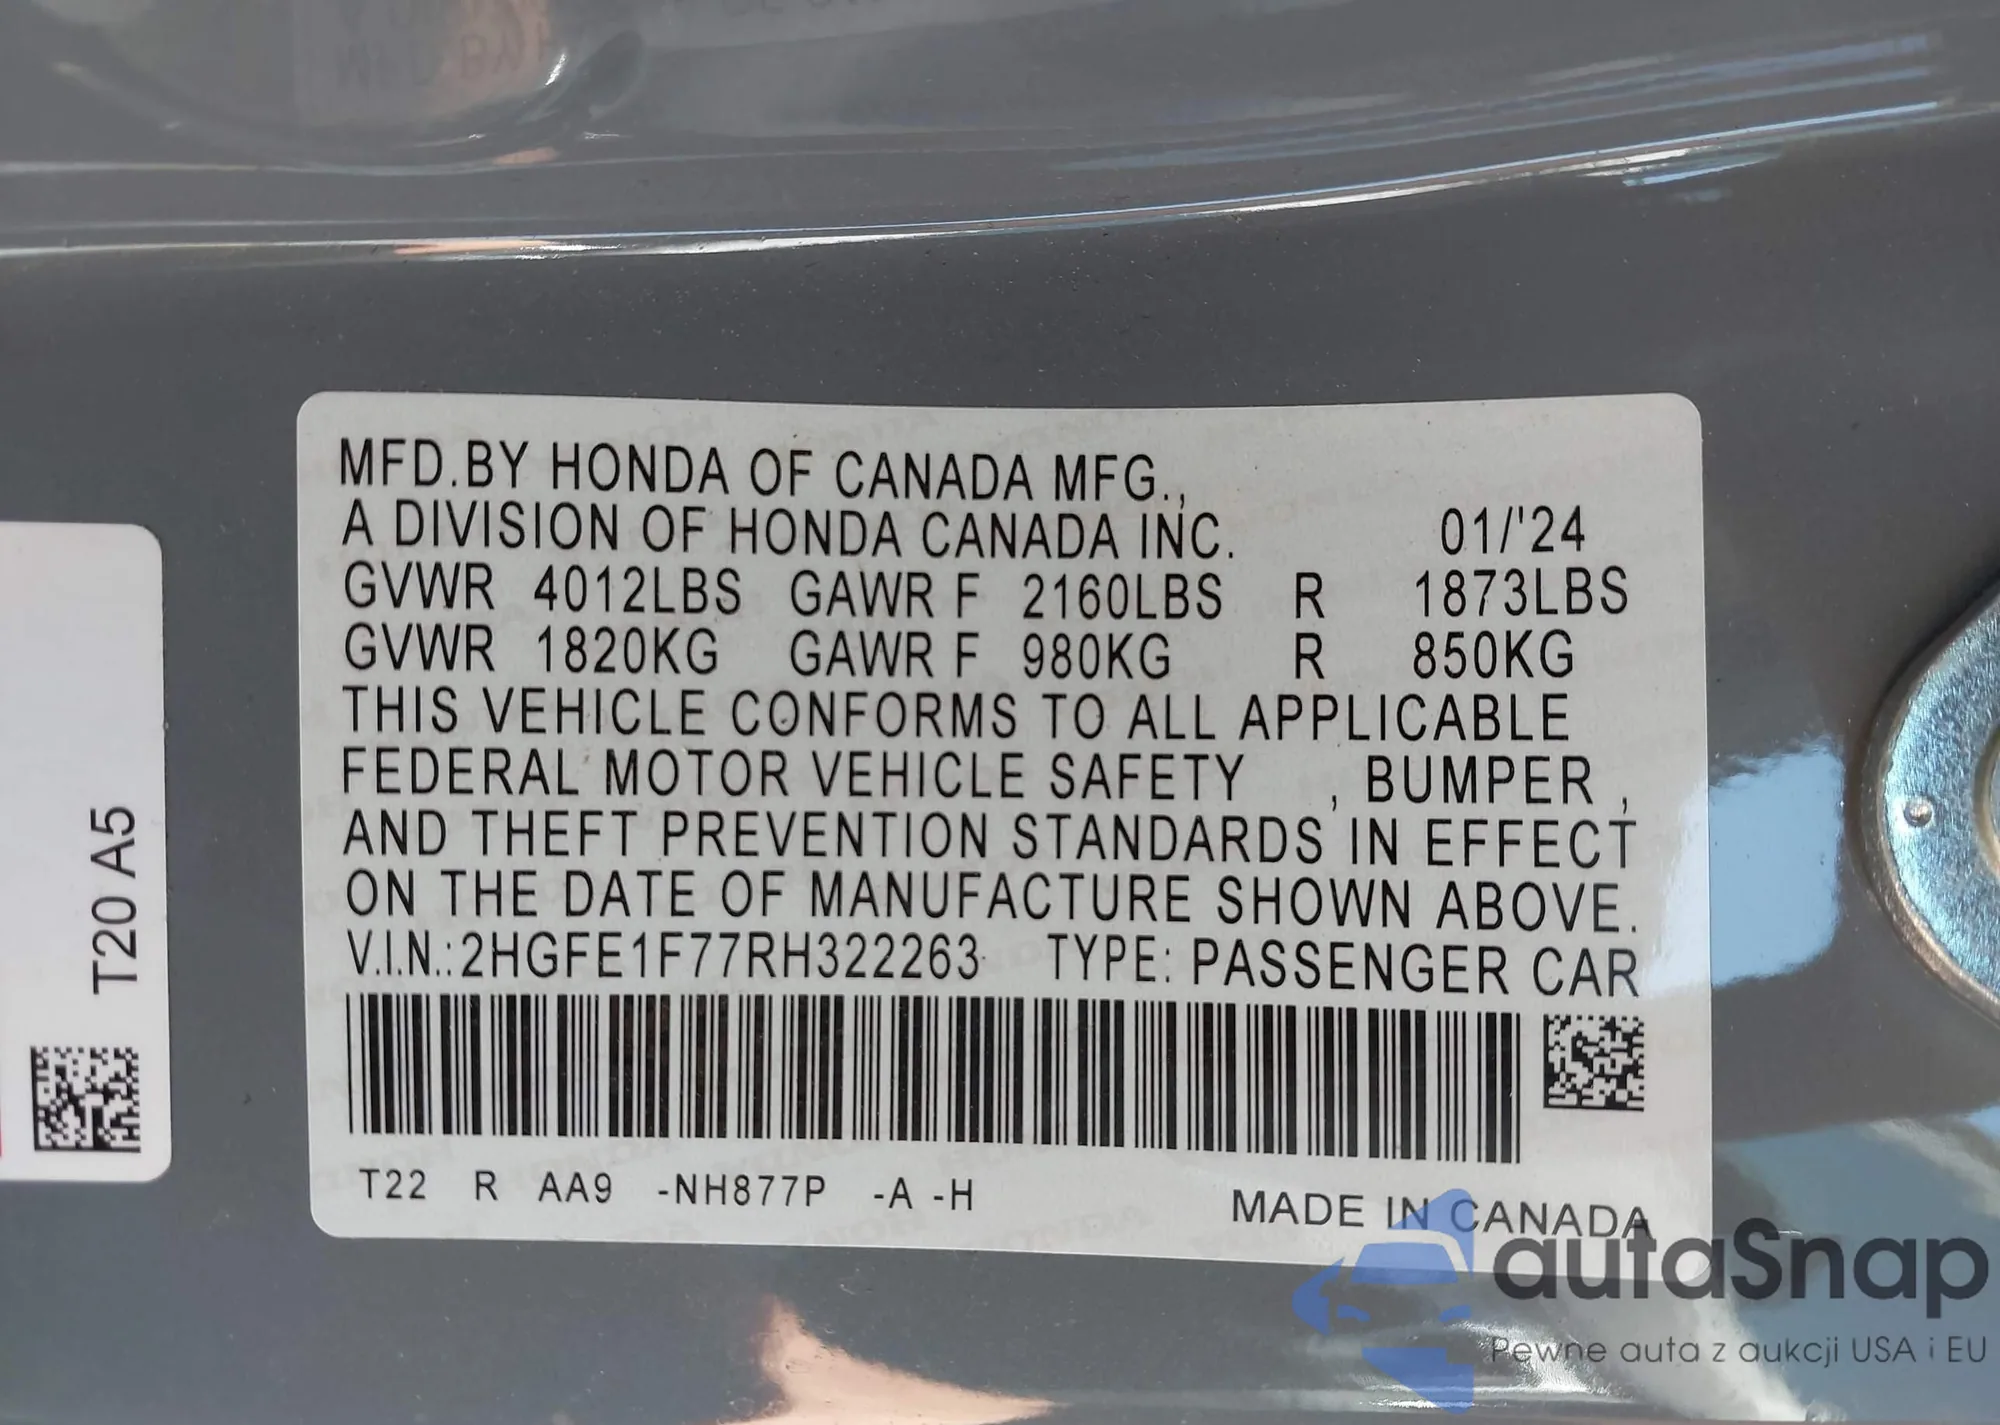 MFD.BY HONDA OF CANADA MFG.,
A DIVISION OF HONDA CANADA INC. 01/'24
GVWR 4012LBS GAWR F 2160LBS R 1873LBS
GVWR 1820KG GAWR F 980KG R 850KG
THIS VEHICLE CONFORMS TO ALL APPLICABLE
FEDERAL MOTOR VEHICLE SAFETY , BUMPER ,
AND THEFT PREVENTION STANDARDS IN EFFECT
ON THE DATE OF MANUFACTURE SHOWN ABOVE.
V.I.N.:2HGFE1F77RH322263 TYPE: PASSENGER CAR
T22 R AA9 -NH877P -A -H
MADE IN CANADA
T20 A5
autaSnap
Pewne auta z aukcji USA i EU